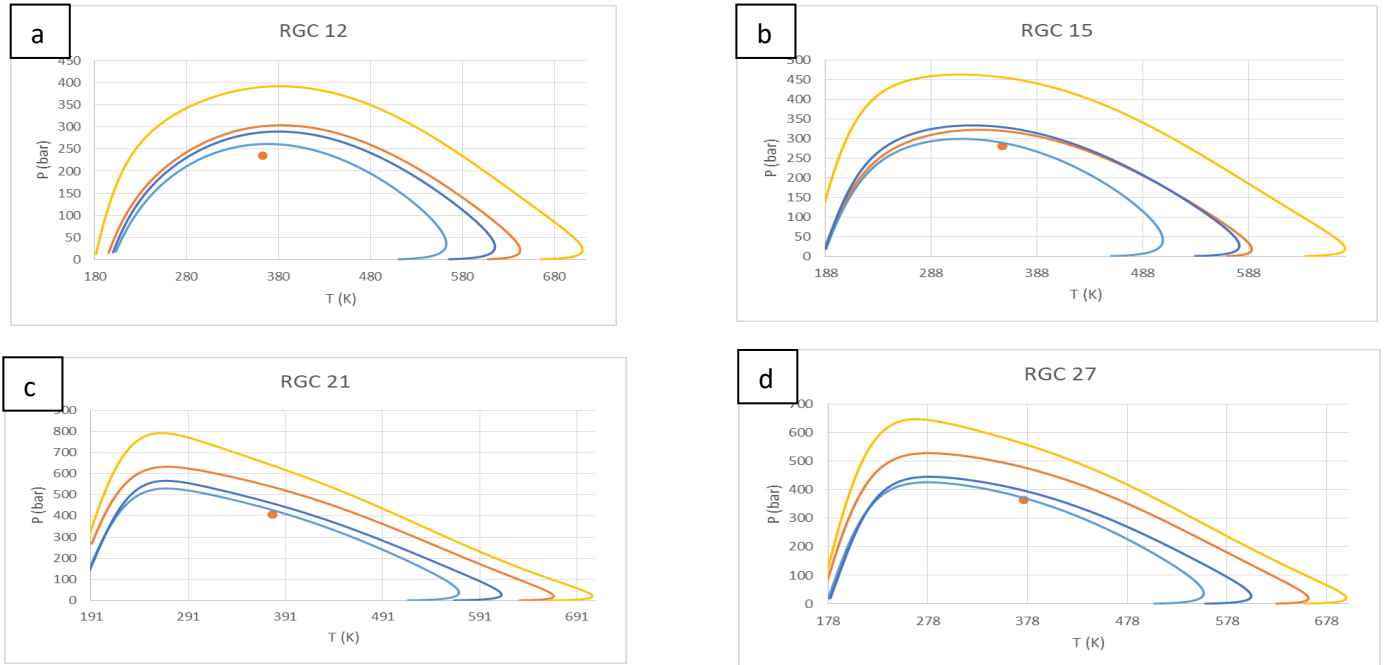 a
RGC 12
450
400
350
300
250
200
150
100
50
0
P (bar)
180 280 380 480 580 680
T (K)
b
RGC 15
500
450
400
350
300
250
200
150
100
50
0
P (bar)
188 288 388 488 588
T (K)
c
RGC 21
900
800
700
600
500
400
300
200
100
0
P (bar)
191 291 391 491 591 691
T (K)
d
RGC 27
700
600
500
400
300
200
100
0
P (bar)
178 278 378 478 578 678
T (K)